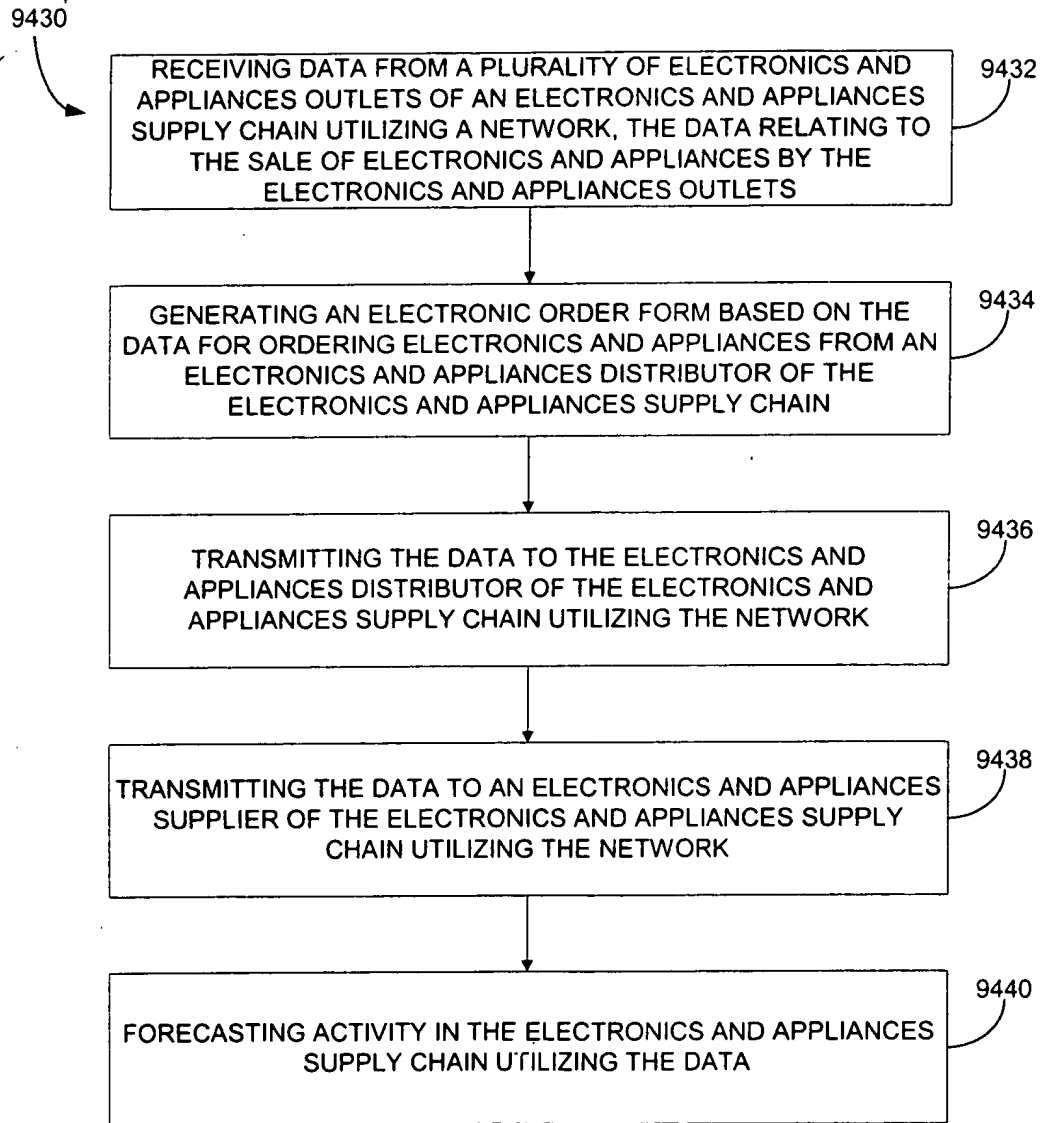 9430
RECEIVING DATA FROM A PLURALITY OF ELECTRONICS AND
APPLIANCES OUTLETS OF AN ELECTRONICS AND APPLIANCES
SUPPLY CHAIN UTILIZING A NETWORK, THE DATA RELATING TO
THE SALE OF ELECTRONICS AND APPLIANCES BY THE
ELECTRONICS AND APPLIANCES OUTLETS
9432
GENERATING AN ELECTRONIC ORDER FORM BASED ON THE
DATA FOR ORDERING ELECTRONICS AND APPLIANCES FROM AN
ELECTRONICS AND APPLIANCES DISTRIBUTOR OF THE
ELECTRONICS AND APPLIANCES SUPPLY CHAIN
9434
TRANSMITTING THE DATA TO THE ELECTRONICS AND
APPLIANCES DISTRIBUTOR OF THE ELECTRONICS AND
APPLIANCES SUPPLY CHAIN UTILIZING THE NETWORK
9436
TRANSMITTING THE DATA TO AN ELECTRONICS AND APPLIANCES
SUPPLIER OF THE ELECTRONICS AND APPLIANCES SUPPLY
CHAIN UTILIZING THE NETWORK
9438
FORECASTING ACTIVITY IN THE ELECTRONICS AND APPLIANCES
SUPPLY CHAIN UTILIZING THE DATA
9440